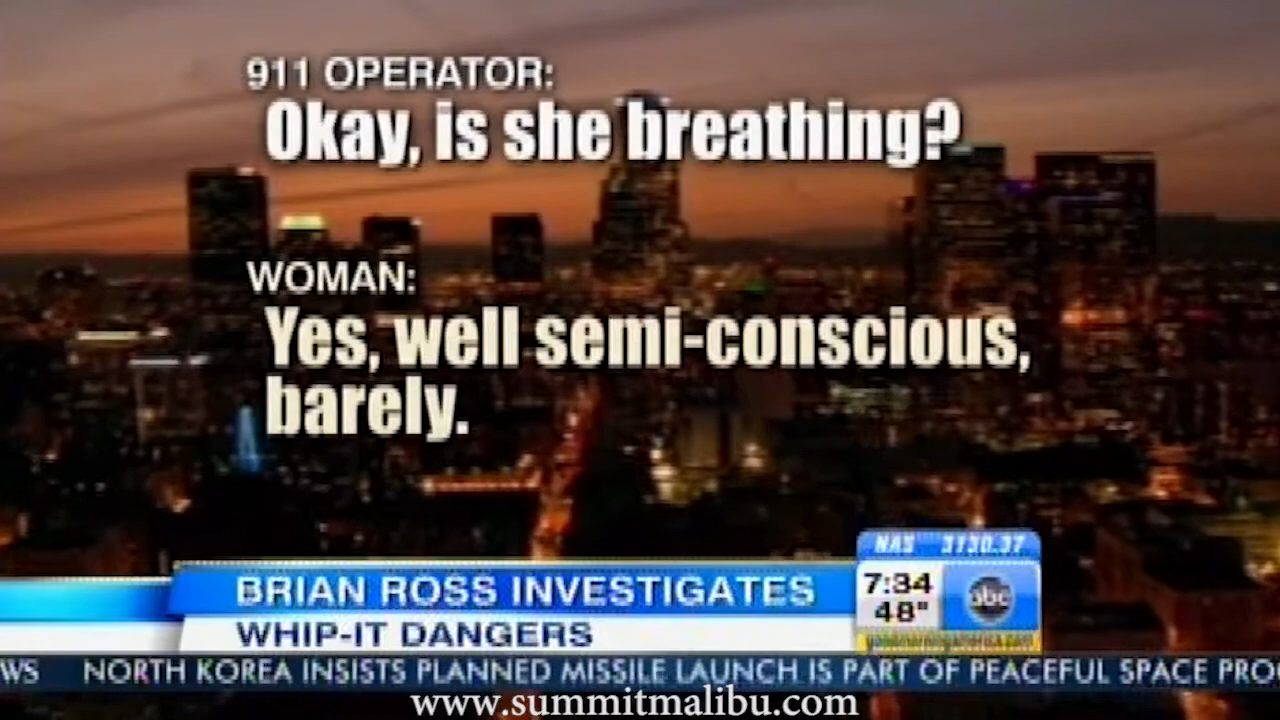 911 OPERATOR:
Okay, is she breathing?
WOMAN:
Yes, well semi-conscious,
barely.
NAS 3130.37
BRIAN ROSS INVESTIGATES
7:34
48°
abc
WHIP-IT DANGERS
WS NORTH KOREA INSISTS PLANNED MISSILE LAUNCH IS PART OF PEACEFUL SPACE PRO
www.summitmalibu.com